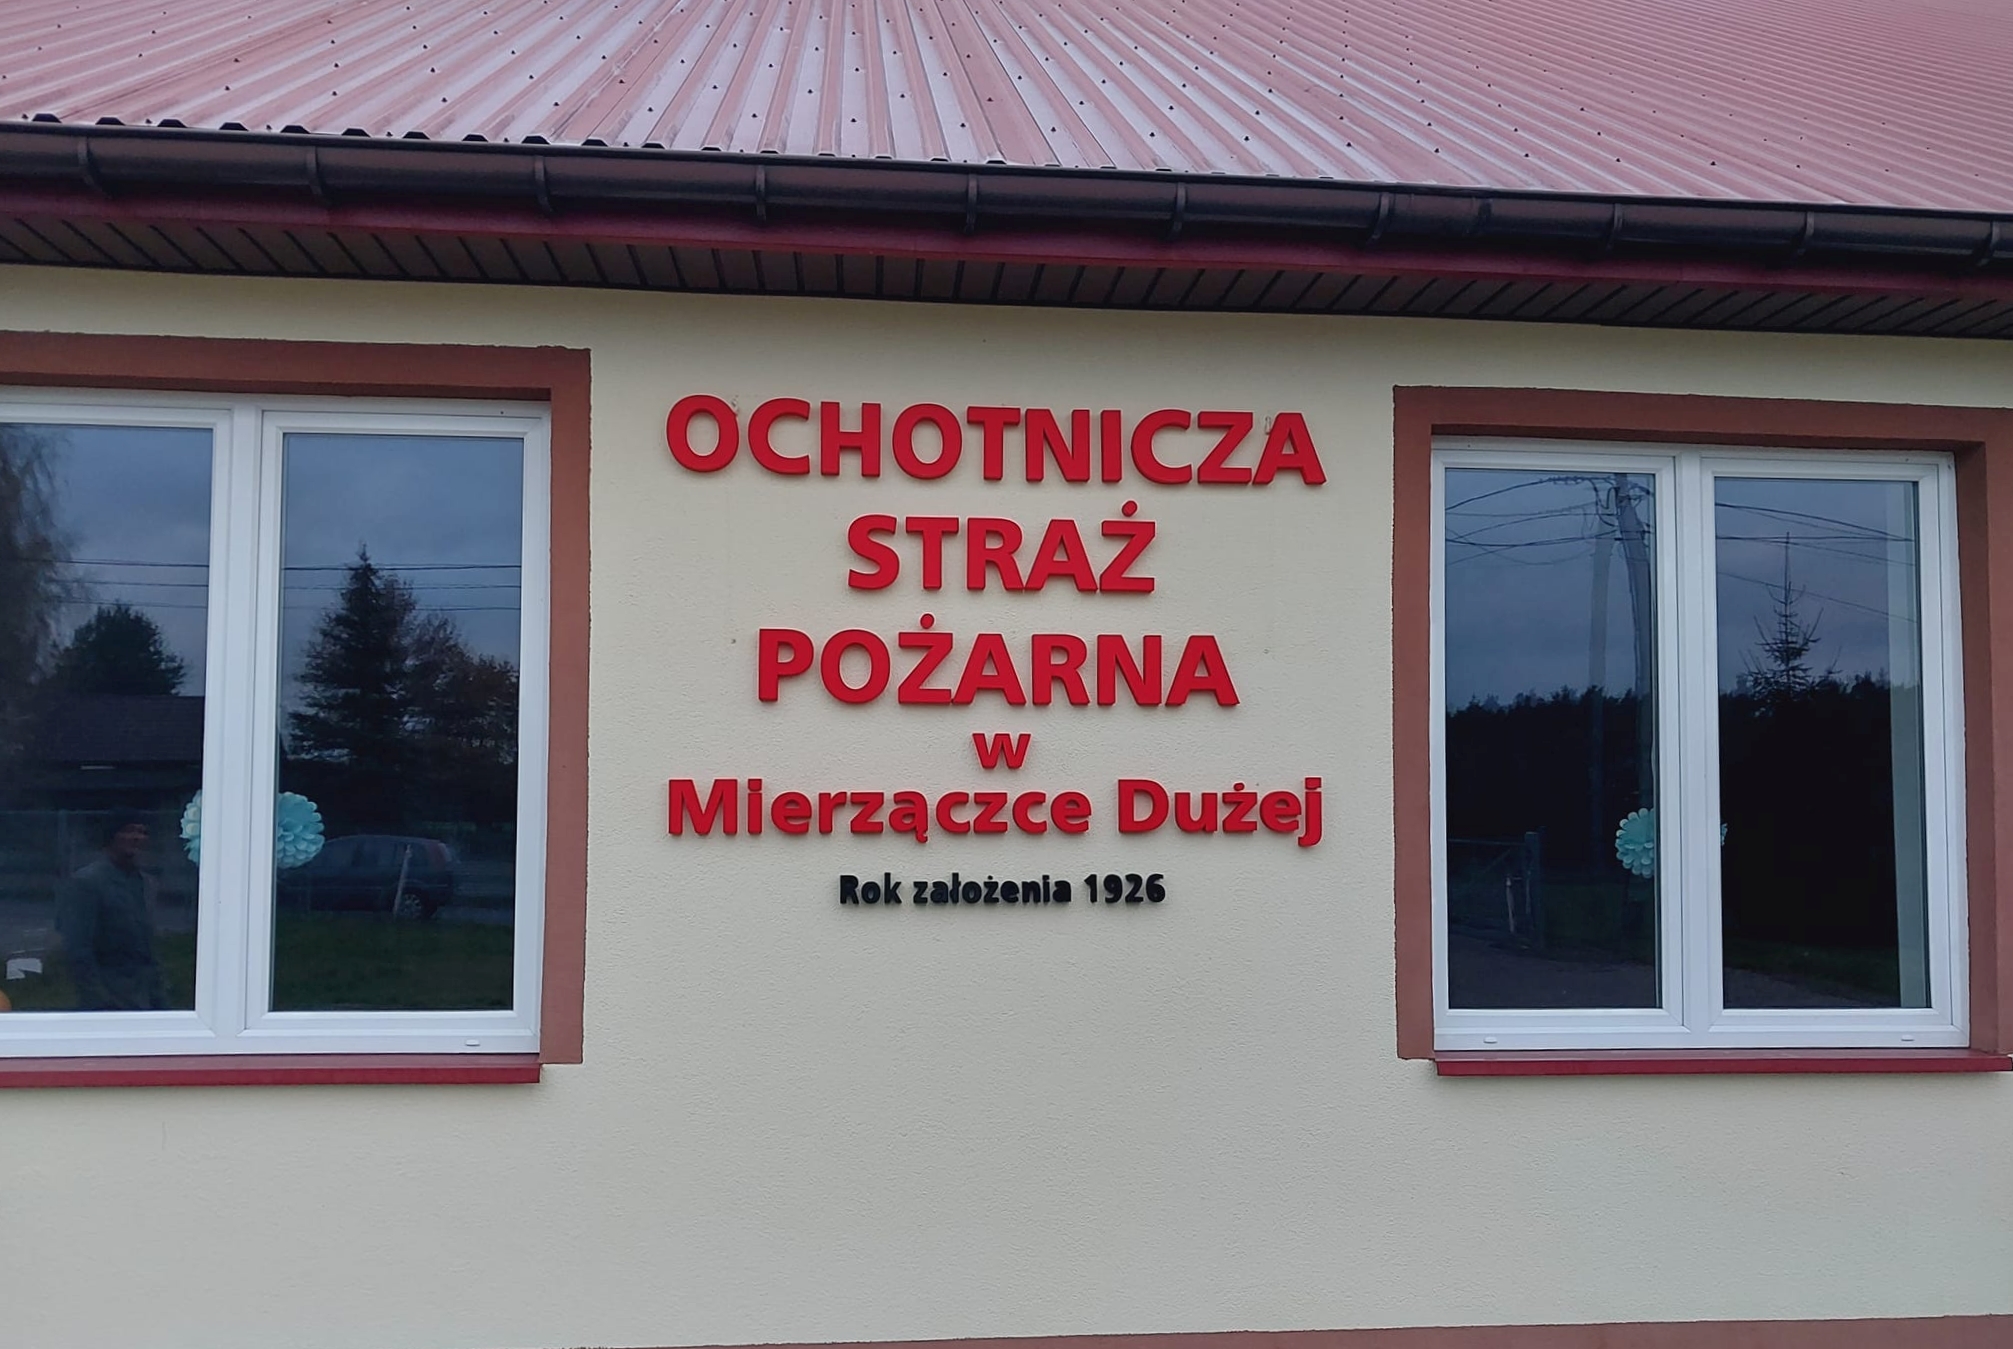 OCHOTNICZA
STRAŻ
POŻARNA
w
Mierzączce Dużej
Rok założenia 1926